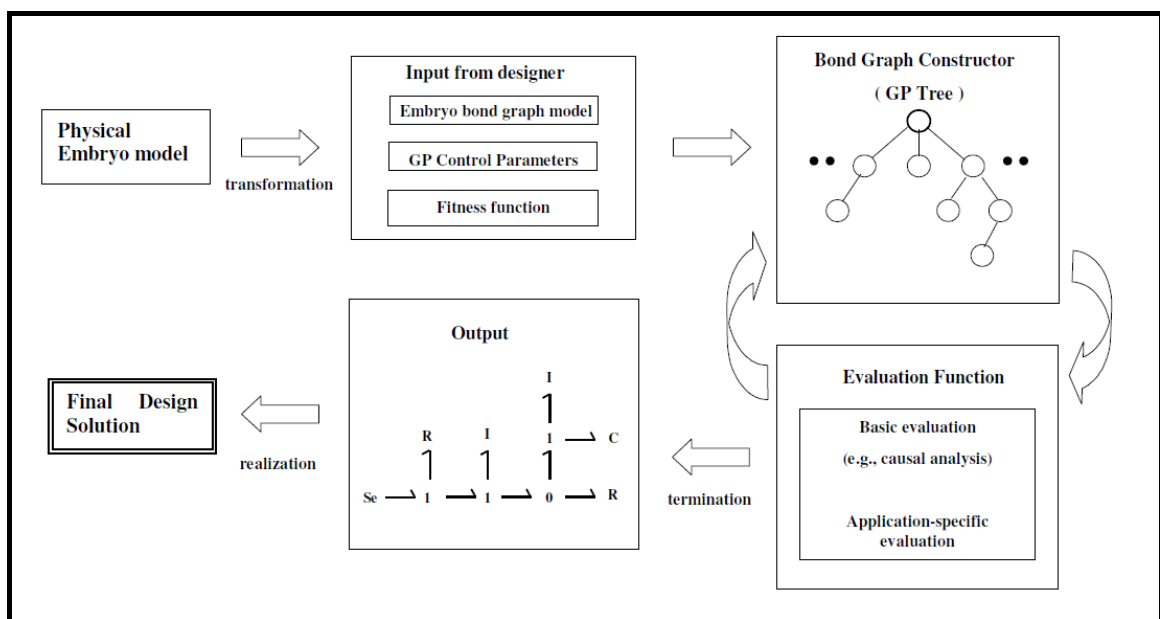 Physical
Embryo model
transformation
Input from designer
Embryo bond graph model
GP Control Parameters
Fitness function
Bond Graph Constructor
( GP Tree )
Evaluation Function
Basic evaluation
(e.g., causal analysis)
Application-specific
evaluation
termination
Output
I
R I 1 C
Se 1 1 0 R
realization
Final Design
Solution